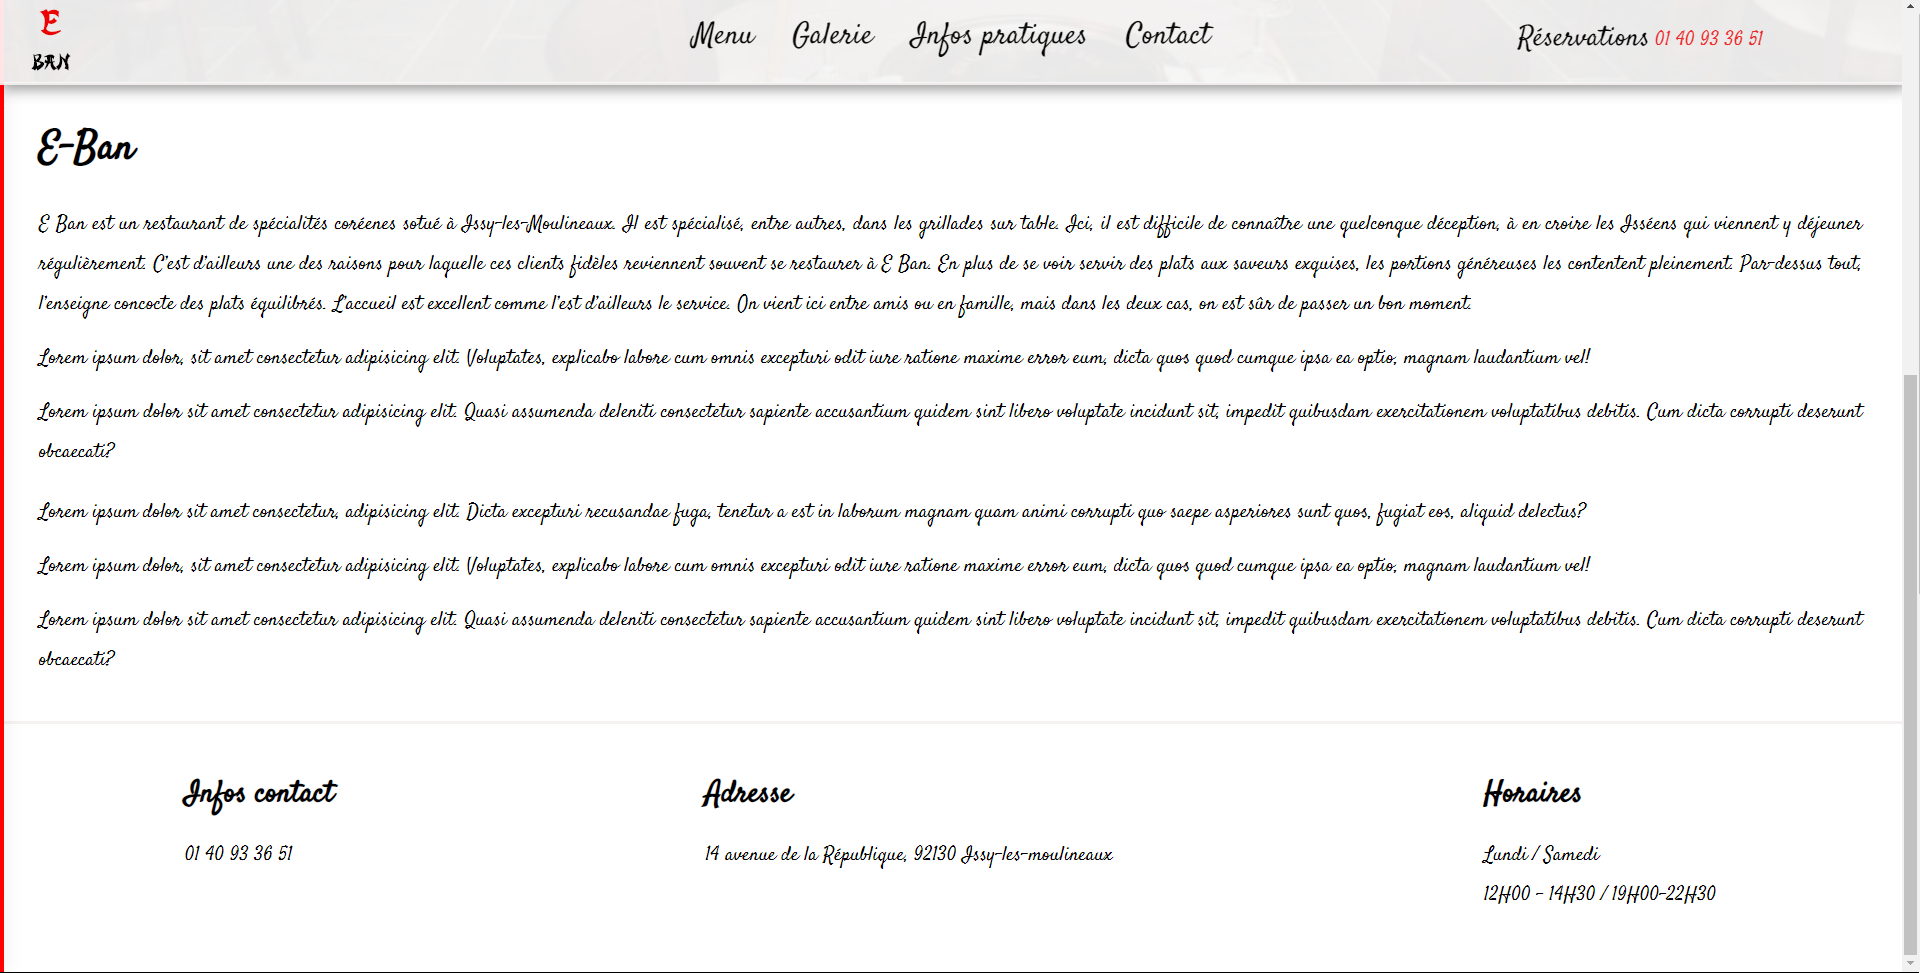 E
BAN
Menu Galerie Infos pratiques Contact
Réservations 01 40 93 36 51
E-Ban
E Ban est un restaurant de spécialités coréenes sotué à Issy-les-Moulineaux. Il est spécialisé, entre autres, dans les grillades sur table. Ici, il est difficile de connaître une quelconque déception, à en croire les Isséens qui viennent y déjeuner
régulièrement. C'est d'ailleurs une des raisons pour laquelle ces clients fidèles reviennent souvent se restaurer à E Ban. En plus de se voir servir des plats aux saveurs exquises, les portions généreuses les contentent pleinement. Par-dessus tout,
l'enseigne concocte des plats équilibrés. L'accueil est excellent comme l'est d'ailleurs le service. On vient ici entre amis ou en famille, mais dans les deux cas, on est sûr de passer un bon moment.
Lorem ipsum dolor, sit amet consectetur adipisicing elit. Voluptates, explicabo labore cum omnis excepturi odit iure ratione maxime error eum, dicta quos quod cumque ipsa ea optio, magnam laudantium vel!
Lorem ipsum dolor sit amet consectetur adipisicing elit. Quasi assumenda deleniti consectetur sapiente accusantium quidem sint libero voluptate incidunt sit, impedit quibusdam exercitationem voluptatibus debitis. Cum dicta corrupti deserunt
obcaecati?
Lorem ipsum dolor sit amet consectetur, adipisicing elit. Dicta excepturi recusandae fuga, tenetur a est in laborum magnam quam animi corrupti quo saepe asperiores sunt quos, fugiat eos, aliquid delectus?
Lorem ipsum dolor, sit amet consectetur adipisicing elit. Voluptates, explicabo labore cum omnis excepturi odit iure ratione maxime error eum, dicta quos quod cumque ipsa ea optio, magnam laudantium vel!
Lorem ipsum dolor sit amet consectetur adipisicing elit. Quasi assumenda deleniti consectetur sapiente accusantium quidem sint libero voluptate incidunt sit, impedit quibusdam exercitationem voluptatibus debitis. Cum dicta corrupti deserunt
obcaecati?
Infos contact
01 40 93 36 51
Adresse
14 avenue de la République, 92130 Issy-les-moulineaux
Horaires
Lundi / Samedi
12H00 - 14H30 / 19H00-22H30